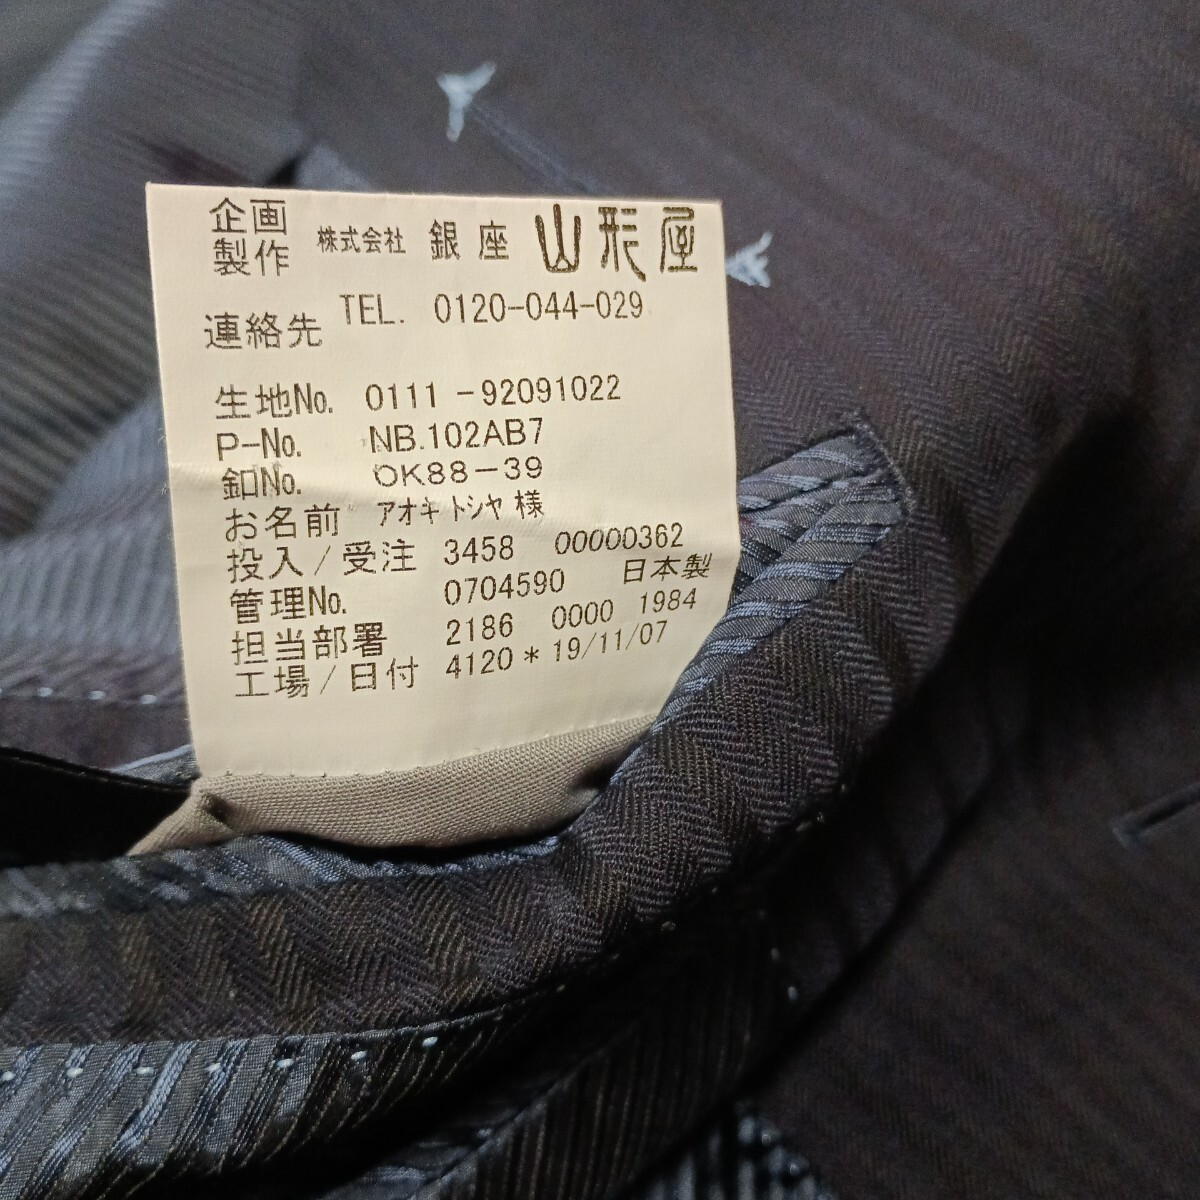 企画
製作 株式会社 銀座 山形屋
連絡先 TEL. 0120-044-029
生地No. 0111 -92091022
P-No. NB.102AB7
釦No. OK88-39
お名前 アオキ トシヤ 様
投入/受注 3458 00000362
管理No. 0704590 日本製
担当部署 2186 0000 1984
工場/日付 4120 * 19/11/07